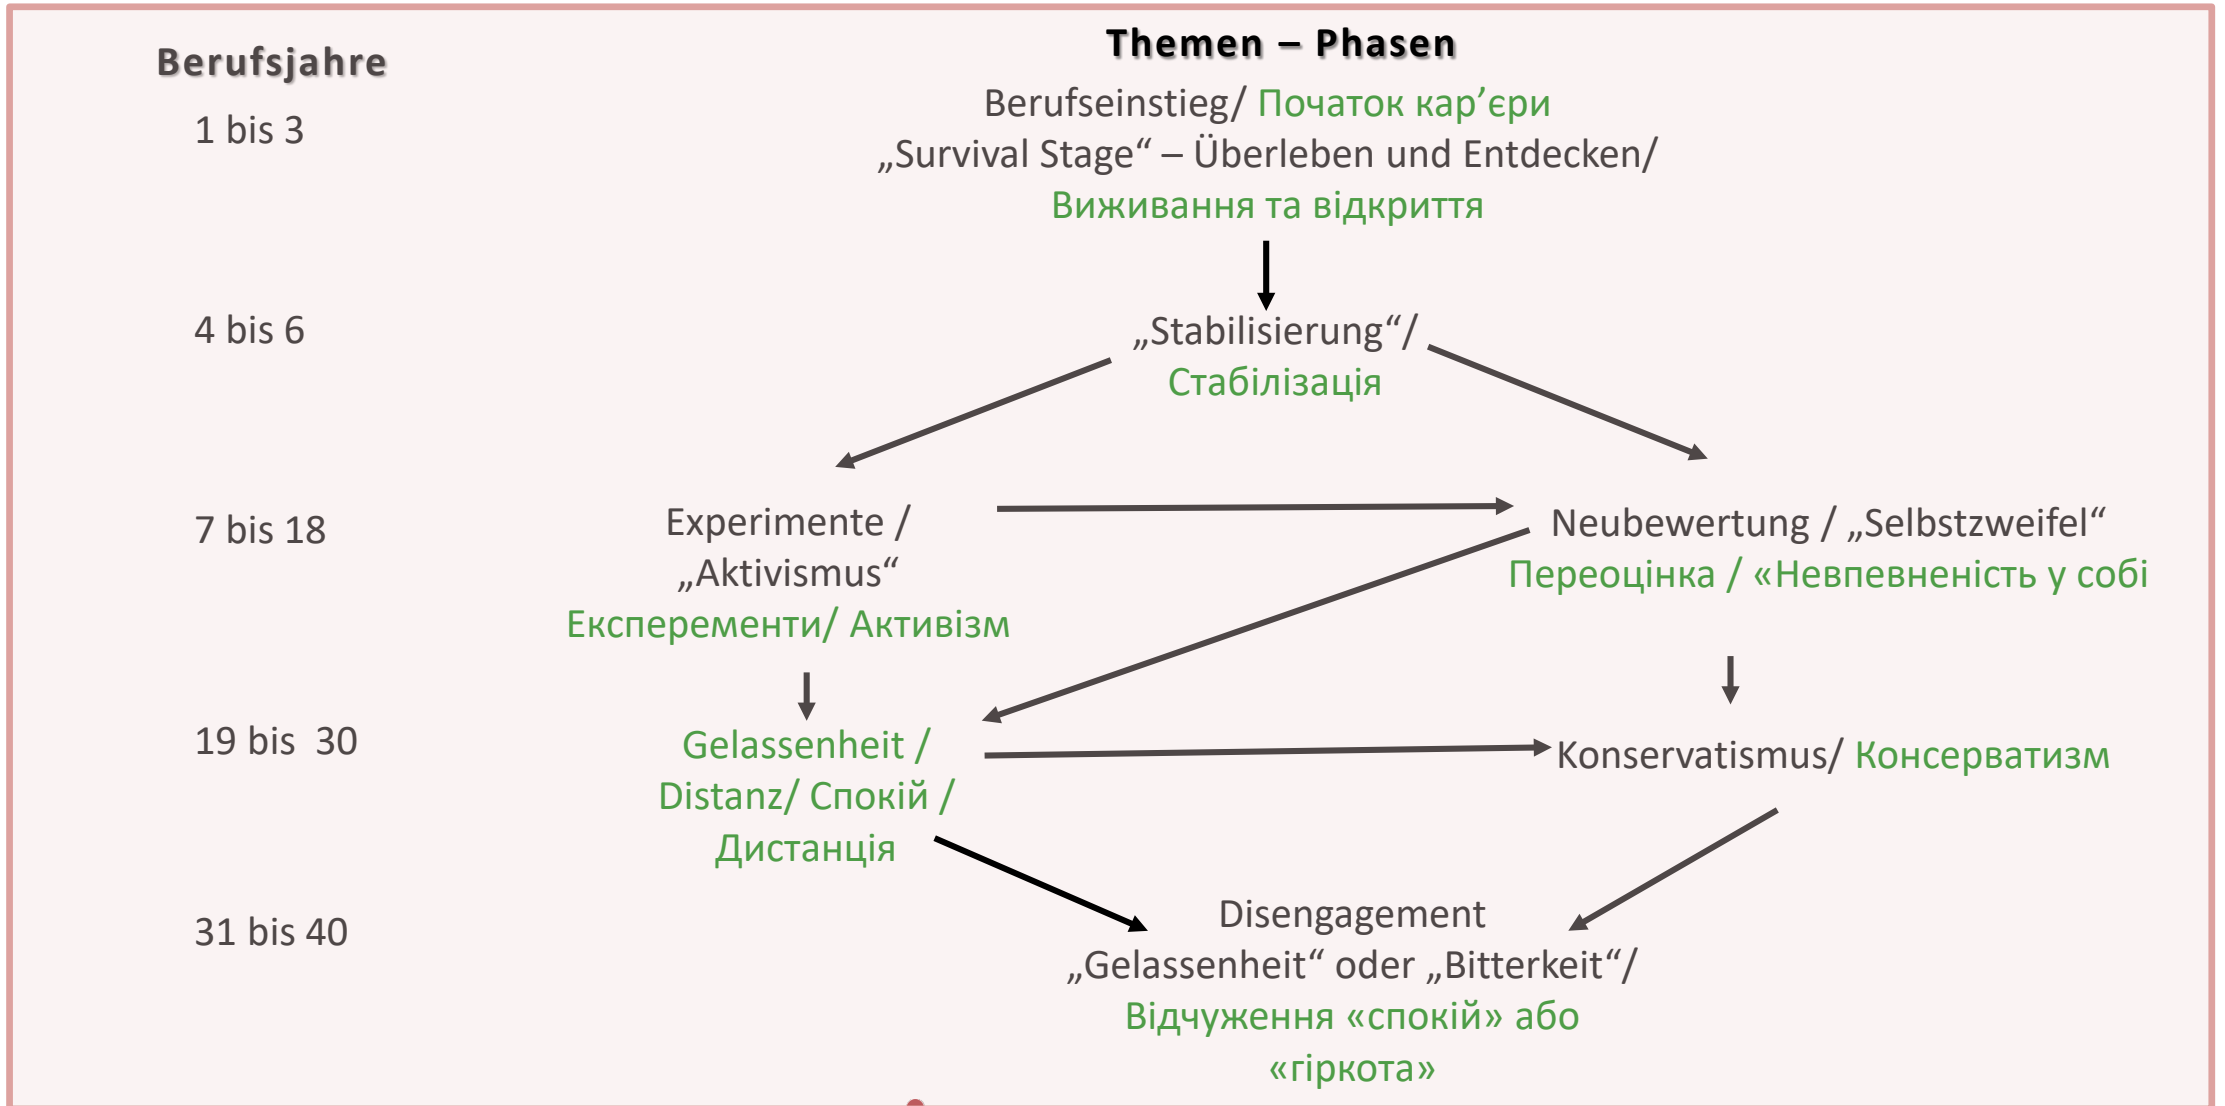 Berufsjahre
Themen – Phasen
1 bis 3
Berufseinstieg/ Початок кар’єри
„Survival Stage“ – Überleben und Entdecken/
Виживання та відкриття
4 bis 6
„Stabilisierung“/
Стабілізація
7 bis 18
Experimente /
„Aktivismus“
Експеременти/ Активізм
Neubewertung / „Selbstzweifel“
Переоцінка / «Невпевненість у собі
19 bis  30
Gelassenheit /
Distanz/ Спокій /
Дистанція
Konservatismus/ Консерватизм
31 bis 40
Disengagement
„Gelassenheit“ oder „Bitterkeit“/
Відчуження «спокій» або
«гіркота»